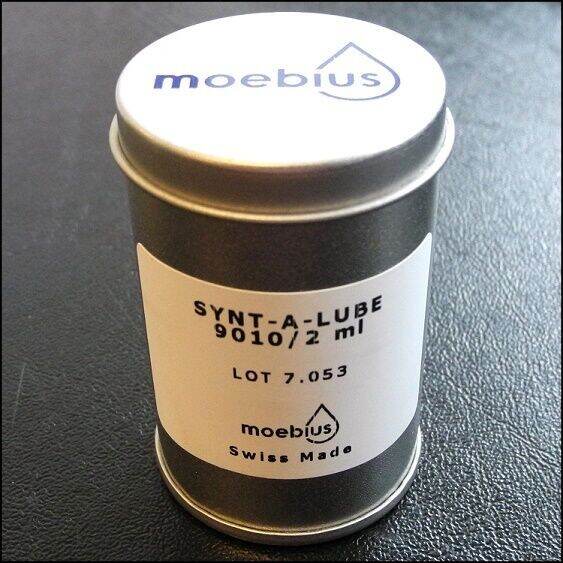 moebius
SYNT-A-LUBE
9010/2 ml
LOT 7.053
moebius
Swiss Made